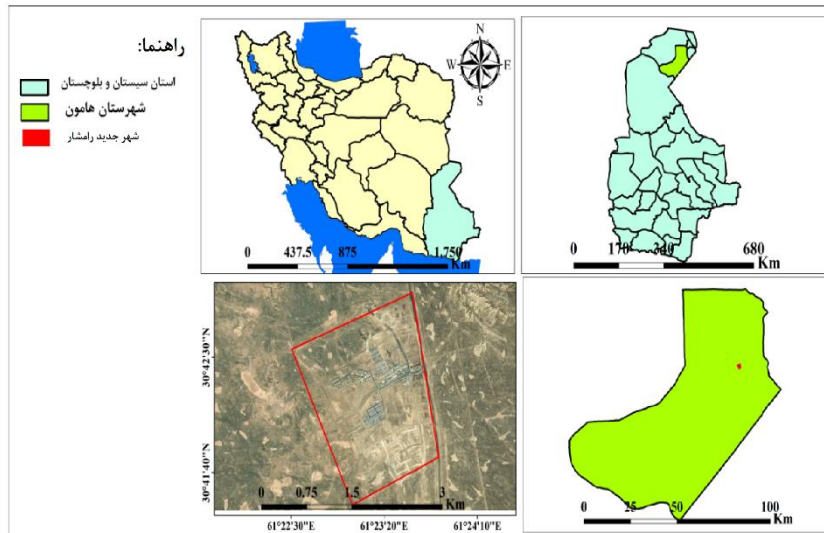 راهنما:
استان سیستان و بلوچستان
شهرستان هامون
شهر جدید رامشار
N
W E
S
0 437.5 875 1,750
Km
0 170 340 680
Km
30°42'30"N
30°41'40"N
0 0.75 1.5 3
Km
61°22'30"E 61°23'20"E 61°24'10"E
0 25 50 100
Km